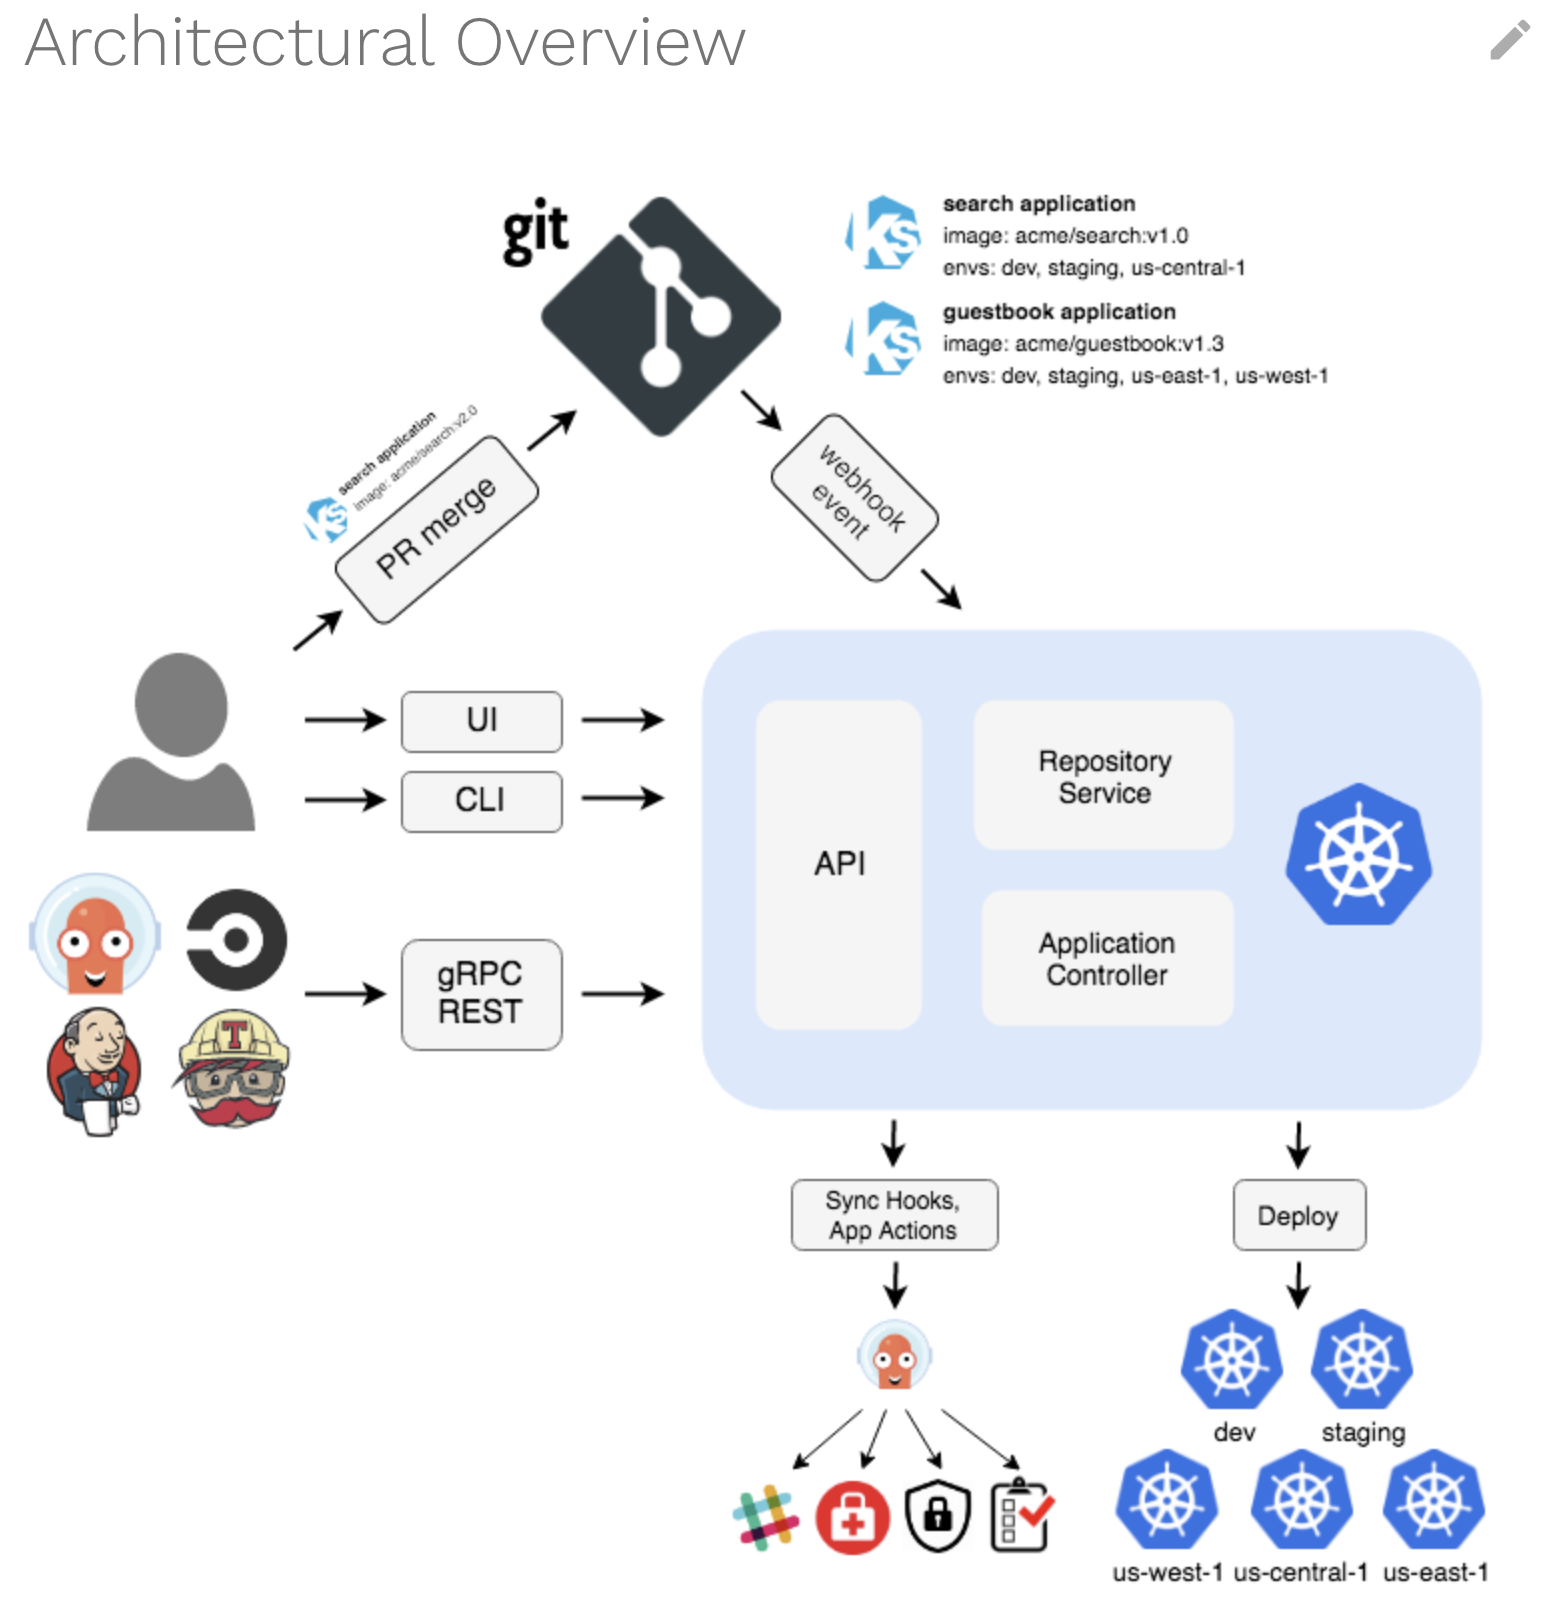 Architectural Overview
git
search application
image: acme/search:v1.0
envs: dev, staging, us-central-1
guestbook application
image: acme/guestbook:v1.3
envs: dev, staging, us-east-1, us-west-1
search application
image: acme/search:v2.0
PR merge
webhook
event
UI
CLI
gRPC
REST
API
Repository
Service
Application
Controller
Sync Hooks,
App Actions
Deploy
dev
staging
us-west-1
us-central-1
us-east-1
Ks
Ks
Ks
T